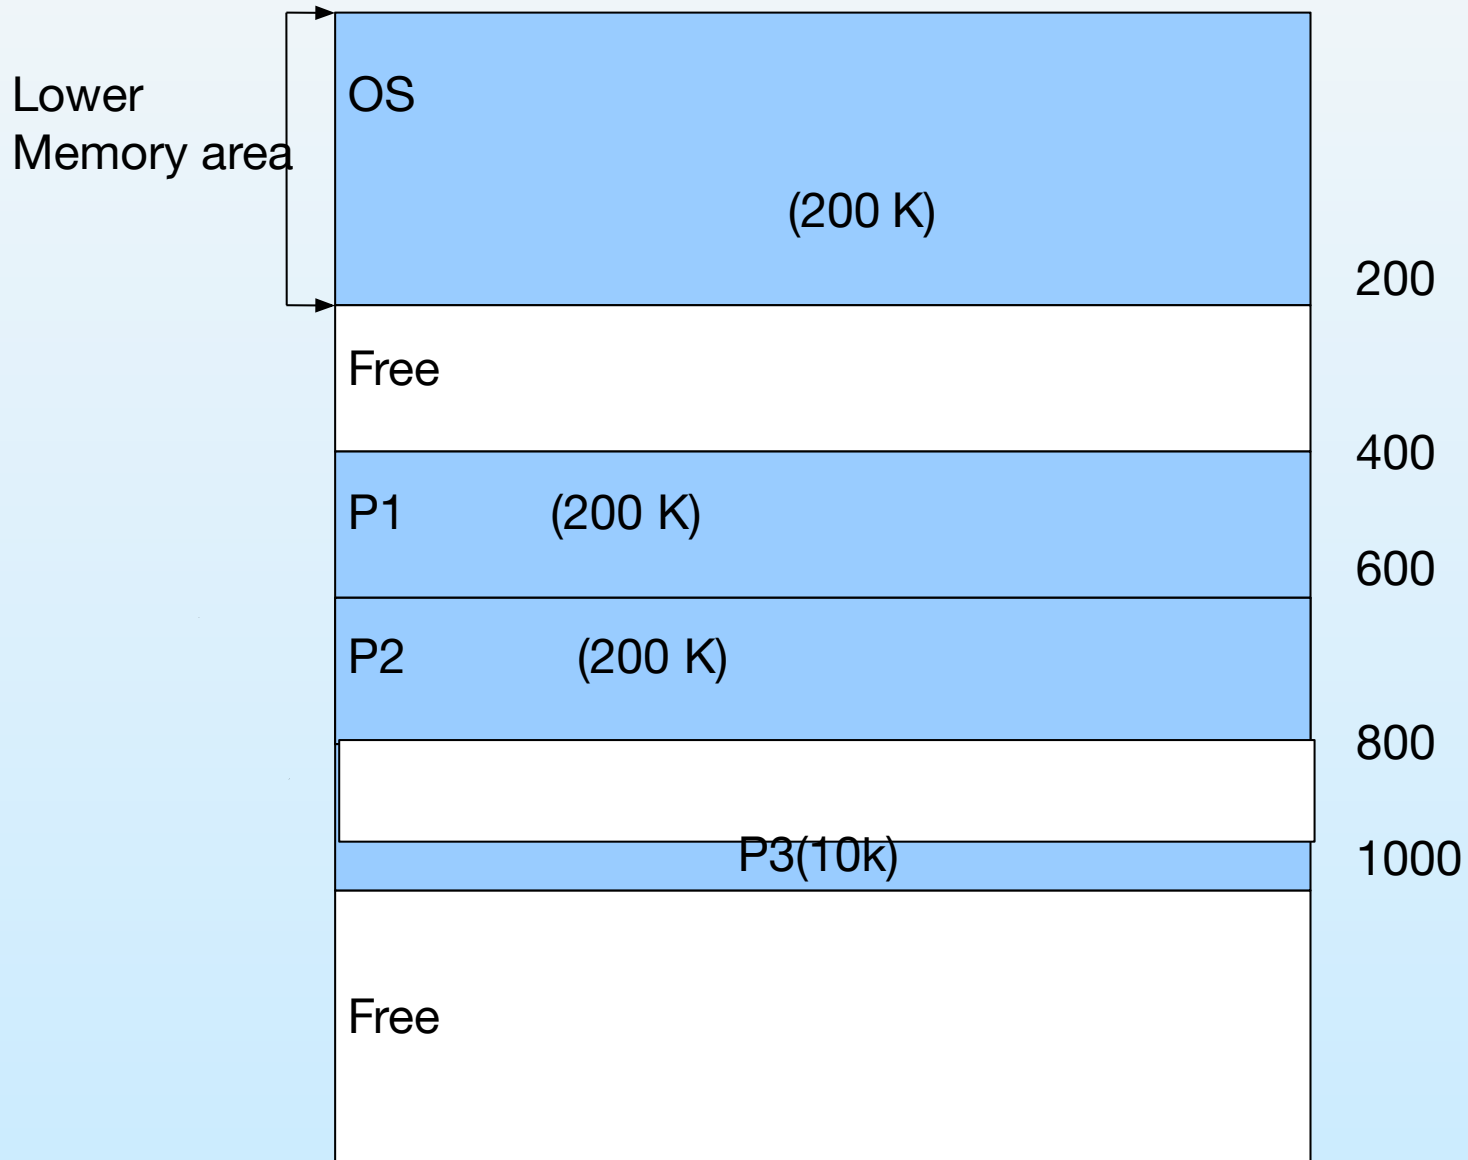 Lower
Memory area
OS
(200 K)
200
Free
400
P1 (200 K)
600
P2 (200 K)
800
P3(10k)
1000
Free